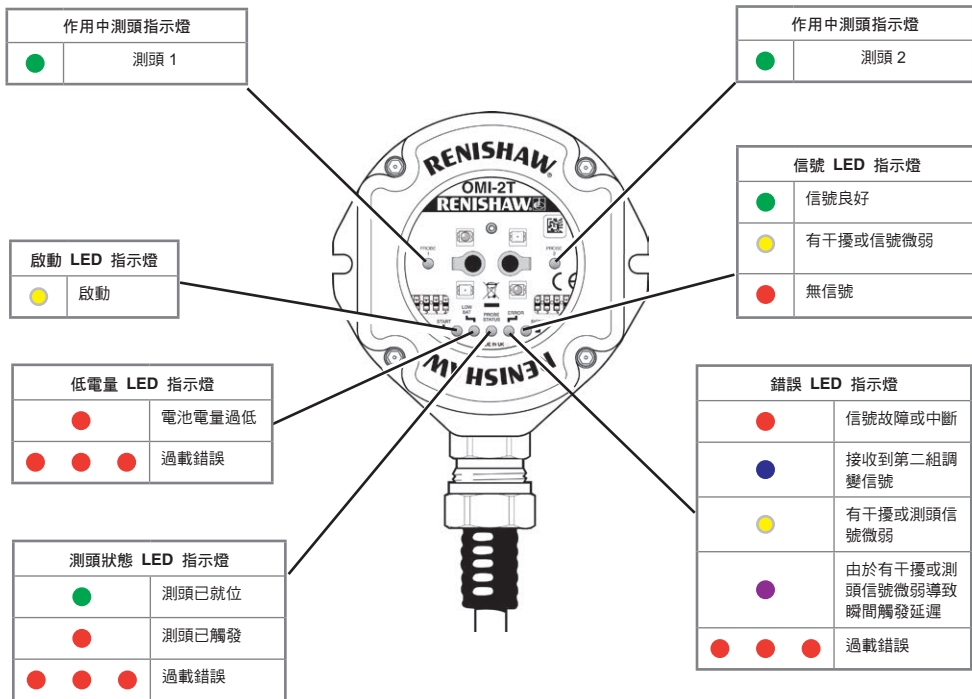 作用中測頭指示燈
測頭 1
作用中測頭指示燈
測頭 2
信號 LED 指示燈
信號良好
有干擾或信號微弱
無信號
啟動 LED 指示燈
啟動
低電量 LED 指示燈
電池電量過低
過載錯誤
測頭狀態 LED 指示燈
測頭已就位
測頭已觸發
過載錯誤
錯誤 LED 指示燈
信號故障或中斷
接收到第二組調
變信號
有干擾或測頭信
號微弱
由於有干擾或測
頭信號微弱導致
瞬間觸發延遲
過載錯誤
RENISHAW
OMI-2T
RENISHAW
PROBE
1
PROBE
2
CE
START
LOW
BAT
PROBE
STATUS
ERROR
RENISHAW